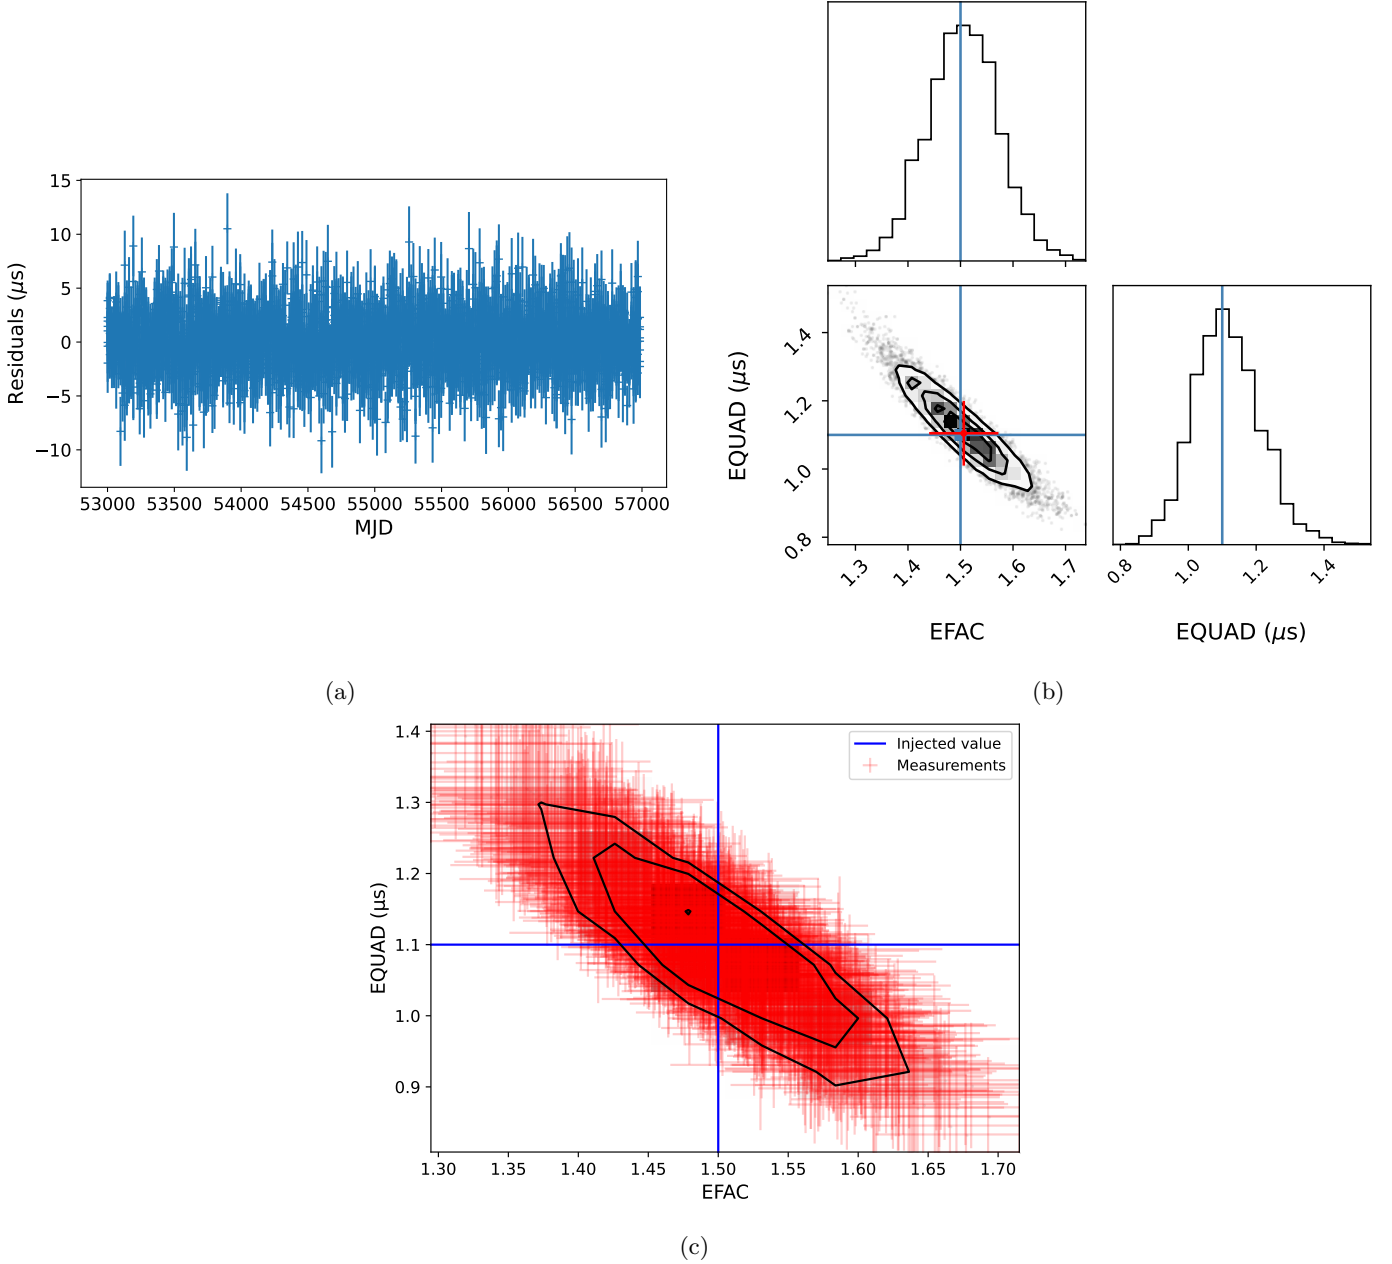 15
10
5
0
−5
−10
Residuals (μs)
53000 53500 54000 54500 55000 55500 56000 56500 57000
MJD
(a)
1.4
1.2
1.0
0.8
EQUAD (μs)
1.3 1.4 1.5 1.6 1.7
EFAC
0.8 1.0 1.2 1.4
EQUAD (μs)
(b)
Injected value
Measurements
1.4
1.3
1.2
1.1
1.0
0.9
EQUAD (μs)
1.30 1.35 1.40 1.45 1.50 1.55 1.60 1.65 1.70
EFAC
(c)